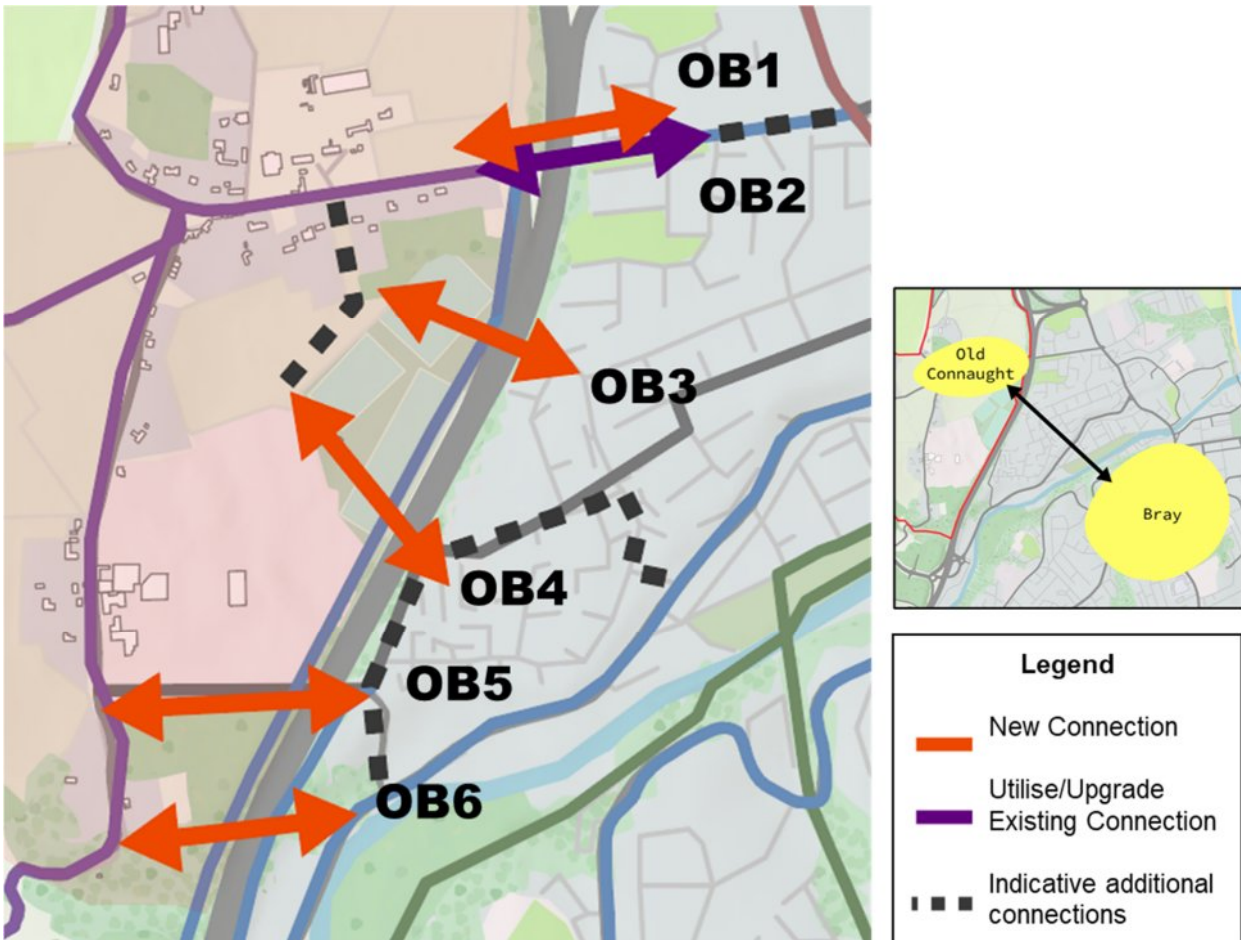 OB1
OB2
OB3
OB4
OB5
OB6
Old
Connaught
Bray
Legend
New Connection
Utilise/Upgrade
Existing Connection
Indicative additional
connections